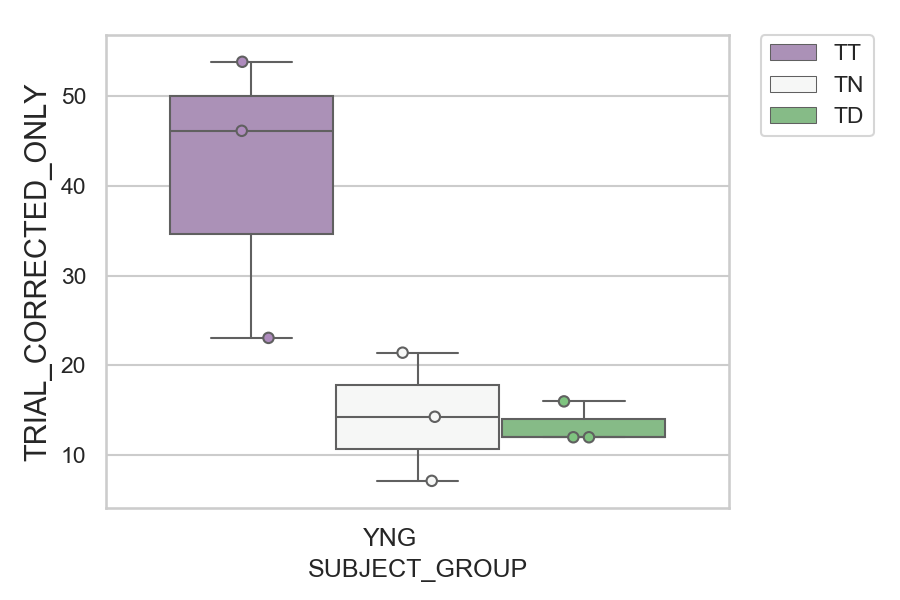 TRIAL_CORRECTED_ONLY
50
40
30
20
10
YNG
SUBJECT_GROUP
TT
TN
TD